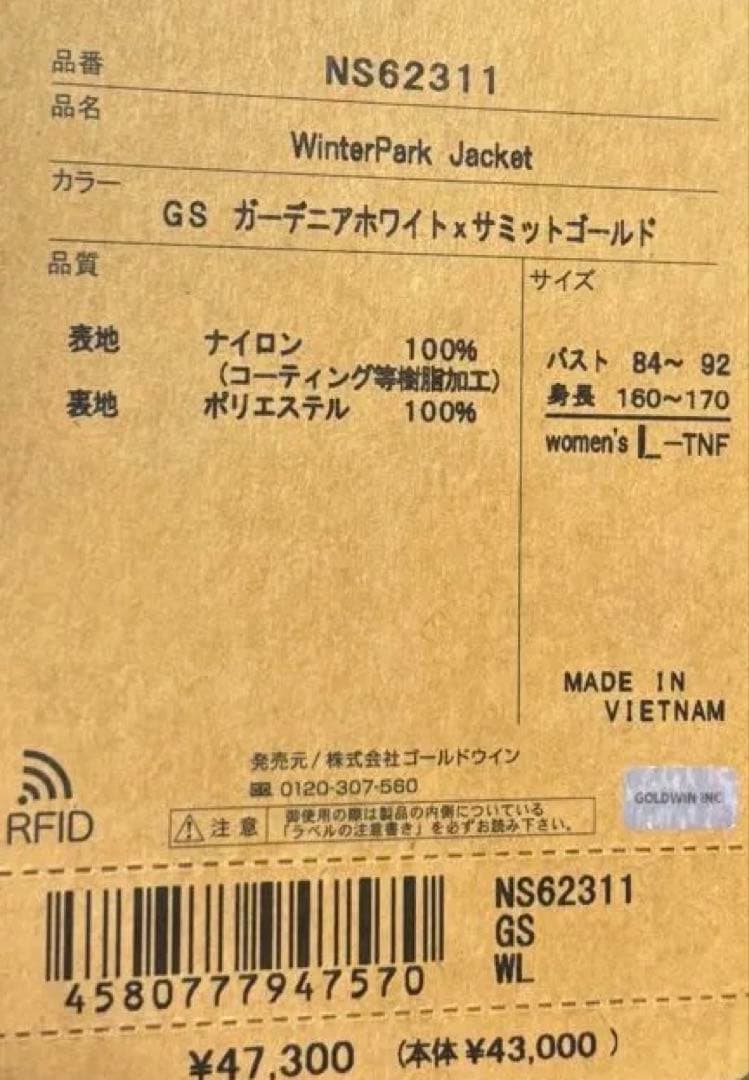 品番
NS62311
品名
WinterPark Jacket
カラー
GS ガーデニアホワイトxサミットゴールド
品質
表地 ナイロン 100%
(コーティング等樹脂加工)
裏地 ポリエステル 100%
サイズ
バスト 84〜 92
身長 160〜170
women's L-TNF
MADE IN
VIETNAM
発売元/株式会社ゴールドウイン
0120-307-560
RFID
注意
御使用の際は製品の内側についている
「ラベルの注意書き」を必ずお読み下さい。
GOLDWIN INC
4580777947570
NS62311
GS
WL
¥47,300 (本体¥43,000)